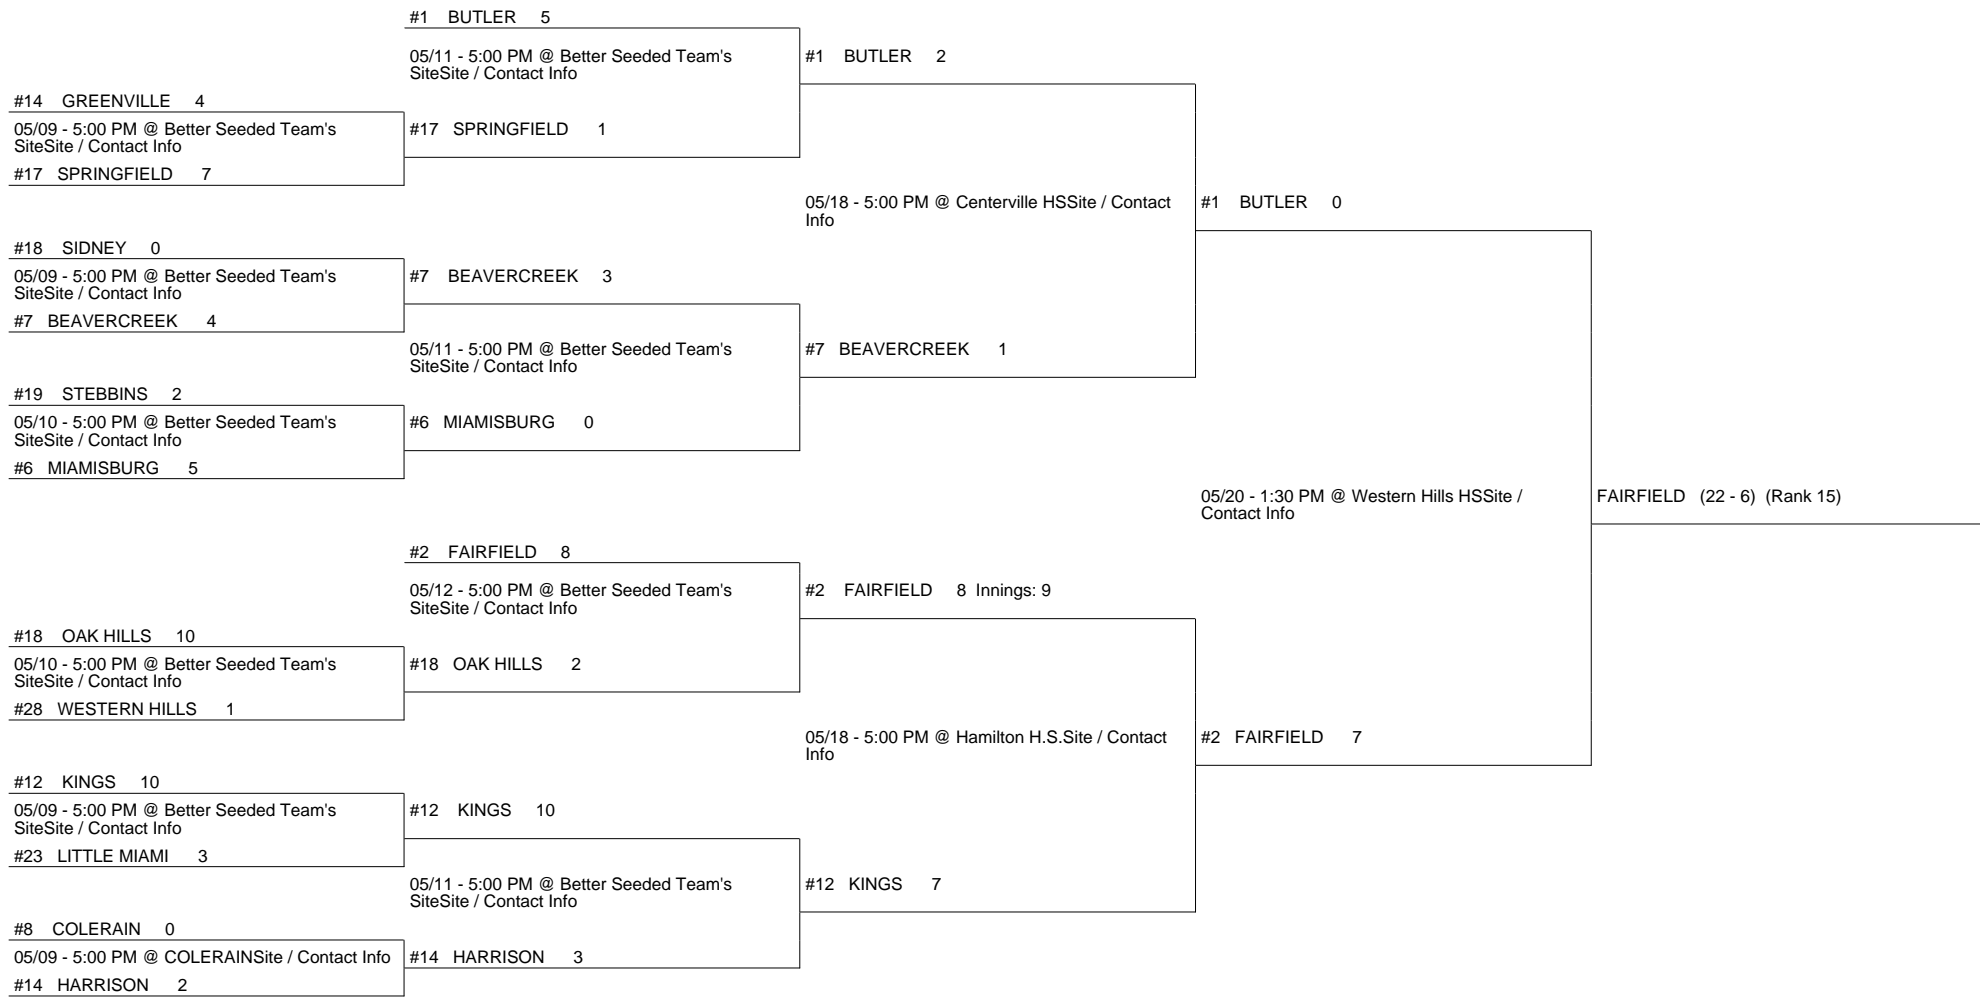 #1 BUTLER 5
05/11 - 5:00 PM @ Better Seeded Team's
SiteSite / Contact Info
#1 BUTLER 2
#14 GREENVILLE 4
05/09 - 5:00 PM @ Better Seeded Team's
SiteSite / Contact Info
#17 SPRINGFIELD 1
#17 SPRINGFIELD 7
05/18 - 5:00 PM @ Centerville HSSite / Contact
Info
#1 BUTLER 0
#18 SIDNEY 0
05/09 - 5:00 PM @ Better Seeded Team's
SiteSite / Contact Info
#7 BEAVERCREEK 3
#7 BEAVERCREEK 4
05/11 - 5:00 PM @ Better Seeded Team's
SiteSite / Contact Info
#7 BEAVERCREEK 1
#19 STEBBINS 2
05/10 - 5:00 PM @ Better Seeded Team's
SiteSite / Contact Info
#6 MIAMISBURG 0
#6 MIAMISBURG 5
05/20 - 1:30 PM @ Western Hills HSSite /
Contact Info
FAIRFIELD (22 - 6) (Rank 15)
#2 FAIRFIELD 8
05/12 - 5:00 PM @ Better Seeded Team's
SiteSite / Contact Info
#2 FAIRFIELD 8 Innings: 9
#18 OAK HILLS 10
05/10 - 5:00 PM @ Better Seeded Team's
SiteSite / Contact Info
#18 OAK HILLS 2
#28 WESTERN HILLS 1
05/18 - 5:00 PM @ Hamilton H.S.Site / Contact
Info
#2 FAIRFIELD 7
#12 KINGS 10
05/09 - 5:00 PM @ Better Seeded Team's
SiteSite / Contact Info
#12 KINGS 10
#23 LITTLE MIAMI 3
05/11 - 5:00 PM @ Better Seeded Team's
SiteSite / Contact Info
#12 KINGS 7
#8 COLERAIN 0
05/09 - 5:00 PM @ COLERAINSite / Contact Info
#14 HARRISON 3
#14 HARRISON 2